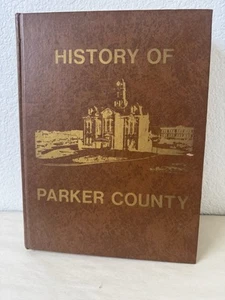 HISTORY OF
PARKER COUNTY